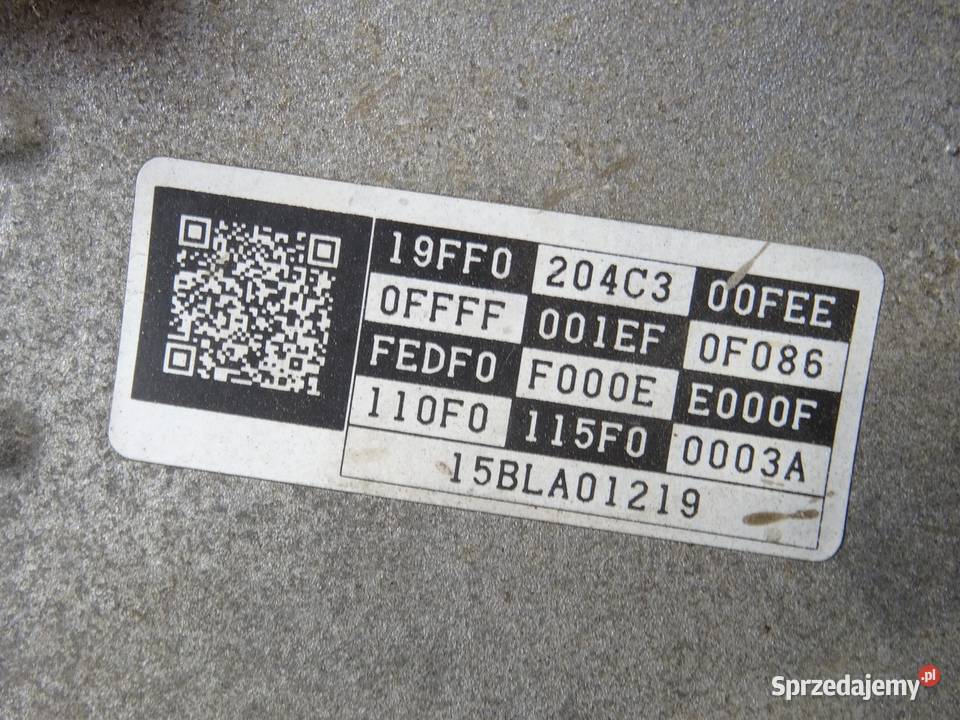 19FF0 204C3 00FEE
0FFFF 001EF 0F086
FEDF0 F000E E000F
110F0 115F0 0003A
15BLA01219
Sprzedajemy.pl